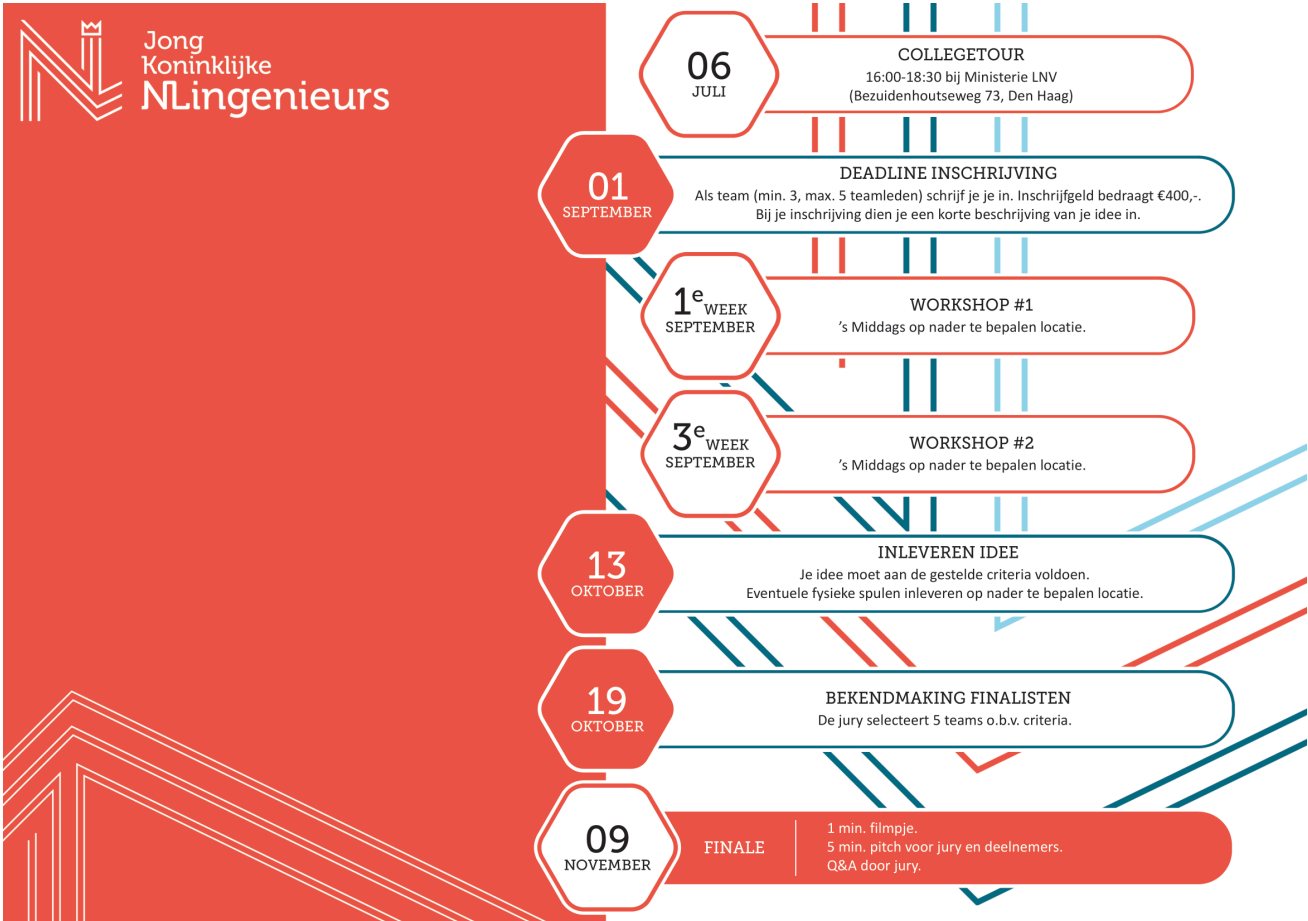 Jong
Koninklijke
NLingenieurs
06
JULI
COLLEGETOUR
16:00-18:30 bij Ministerie LNV
(Bezuidenhoutseweg 73, Den Haag)
01
SEPTEMBER
DEADLINE INSCHRIJVING
Als team (min. 3, max. 5 teamleden) schrijf je je in. Inschrijfgeld bedraagt €400,-.
Bij je inschrijving dien je een korte beschrijving van je idee in.
1e WEEK
SEPTEMBER
WORKSHOP #1
’s Middags op nader te bepalen locatie.
3e WEEK
SEPTEMBER
WORKSHOP #2
’s Middags op nader te bepalen locatie.
13
OKTOBER
INLEVEREN IDEE
Je idee moet aan de gestelde criteria voldoen.
Eventuele fysieke spulen inleveren op nader te bepalen locatie.
19
OKTOBER
BEKENDMAKING FINALISTEN
De jury selecteert 5 teams o.b.v. criteria.
09
NOVEMBER
FINALE
1 min. filmpje.
5 min. pitch voor jury en deelnemers.
Q&A door jury.